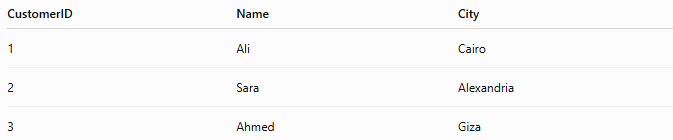 CustomerID Name City
1 Ali Cairo
2 Sara Alexandria
3 Ahmed Giza